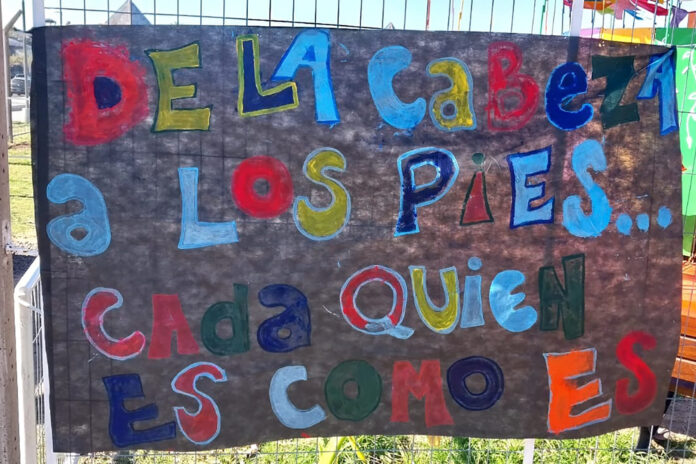 DE LA CaBeZA
a LOS PiES...
CADa QUiEN
ES COMO ES